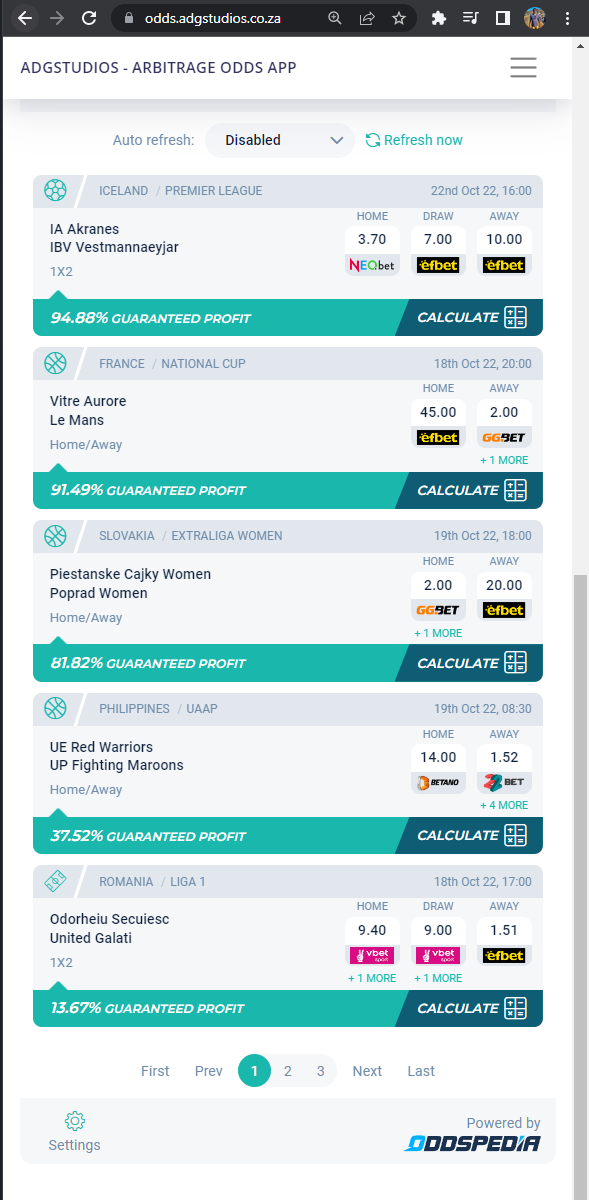 odds.adgstudios.co.za
ADGSTUDIOS - ARBITRAGE ODDS APP
Auto refresh: Disabled Refresh now
ICELAND / PREMIER LEAGUE 22nd Oct 22, 16:00
HOME DRAW AWAY
IA Akranes
3.70 7.00 10.00
IBV Vestmannaeyjar
NEObet efbet efbet
1X2
94.88% GUARANTEED PROFIT CALCULATE
FRANCE / NATIONAL CUP 18th Oct 22, 20:00
HOME AWAY
Vitre Aurore
45.00 2.00
Le Mans
efbet GGBET
Home/Away
+ 1 MORE
91.49% GUARANTEED PROFIT CALCULATE
SLOVAKIA / EXTRALIGA WOMEN 19th Oct 22, 18:00
HOME AWAY
Piestanske Cajky Women
2.00 20.00
Poprad Women
GGBET efbet
Home/Away
+ 1 MORE
81.82% GUARANTEED PROFIT CALCULATE
PHILIPPINES / UAAP 19th Oct 22, 08:30
HOME AWAY
UE Red Warriors
14.00 1.52
UP Fighting Maroons
BETANO 22BET
Home/Away
+ 4 MORE
37.52% GUARANTEED PROFIT CALCULATE
ROMANIA / LIGA 1 18th Oct 22, 17:00
HOME DRAW AWAY
Odorheiu Secuiesc
9.40 9.00 1.51
United Galati
vbet sport vbet sport efbet
1X2
+ 1 MORE + 1 MORE
13.67% GUARANTEED PROFIT CALCULATE
First Prev 1 2 3 Next Last
Settings
Powered by
ODDSPEDIA